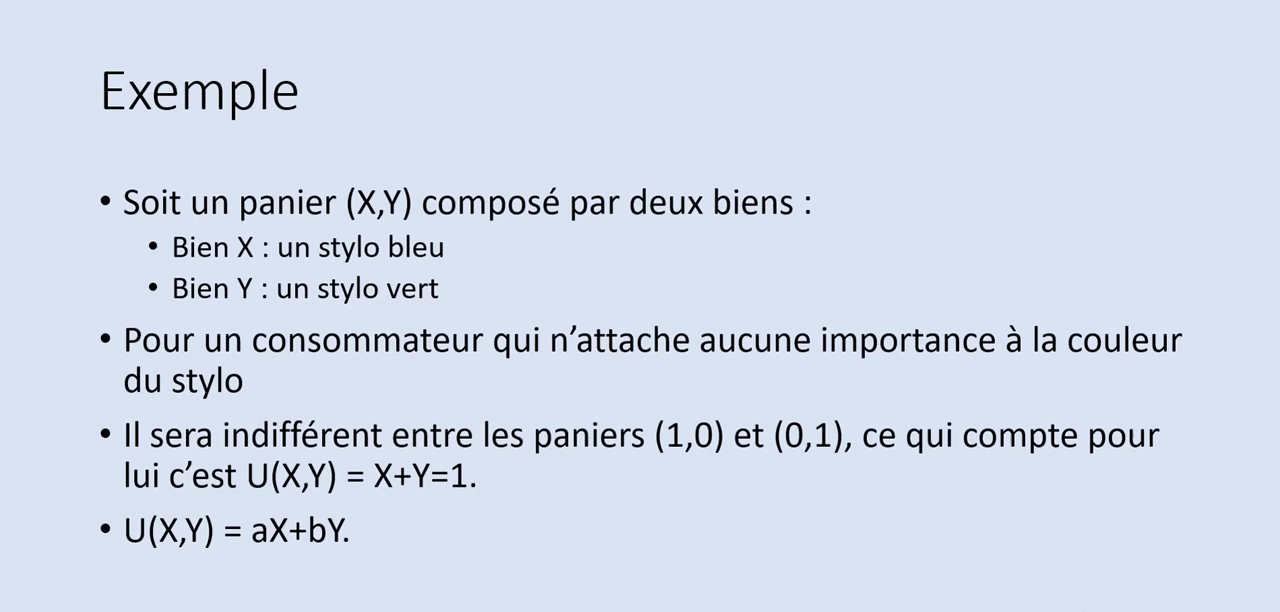 Exemple
• Soit un panier (X,Y) composé par deux biens :
• Bien X : un stylo bleu
• Bien Y : un stylo vert
• Pour un consommateur qui n’attache aucune importance à la couleur
du stylo
• Il sera indifférent entre les paniers (1,0) et (0,1), ce qui compte pour
lui c’est U(X,Y) = X+Y=1.
• U(X,Y) = aX+bY.